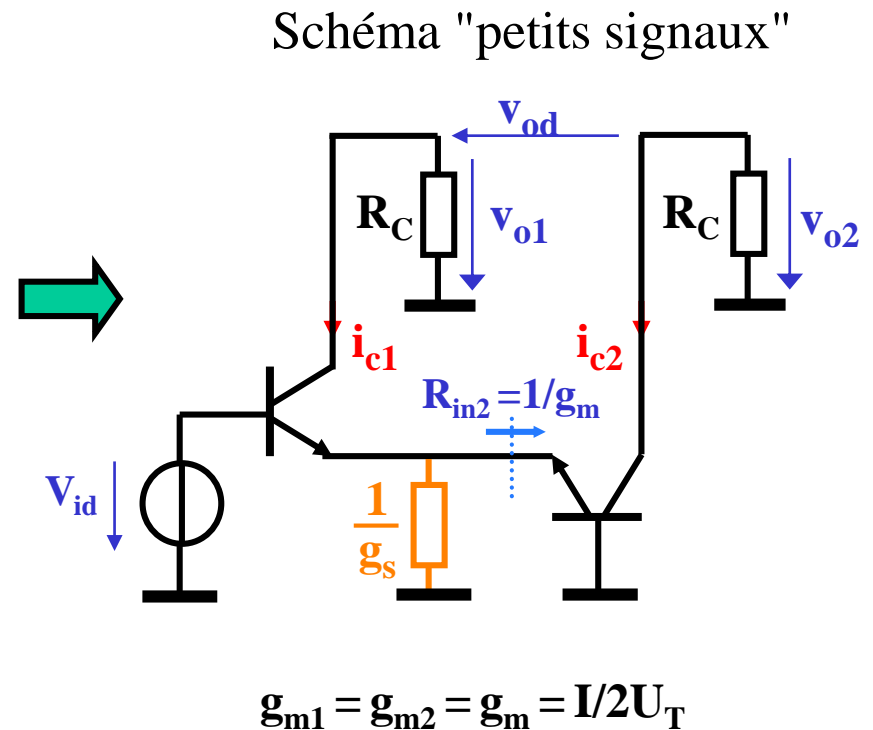 Schéma "petits signaux"
v_od
R_C
v_o1
R_C
v_o2
i_c1
i_c2
R_in2 =1/g_m
V_id
1
g_s
g_m1 = g_m2 = g_m = I/2U_T